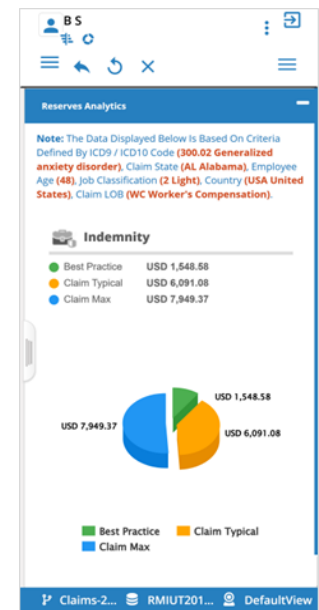 B S
Reserves Analytics
Note: The Data Displayed Below Is Based On Criteria
Defined By ICD9 / ICD10 Code (300.02 Generalized
anxiety disorder), Claim State (AL Alabama), Employee
Age (48), Job Classification (2 Light), Country (USA United
States), Claim LOB (WC Worker's Compensation).
Indemnity
Best Practice USD 1,548.58
Claim Typical USD 6,091.08
Claim Max USD 7,949.37
USD 1,548.58
USD 7,949.37
USD 6,091.08
Best Practice Claim Typical
Claim Max
Claims-2... RMIUT201... DefaultView